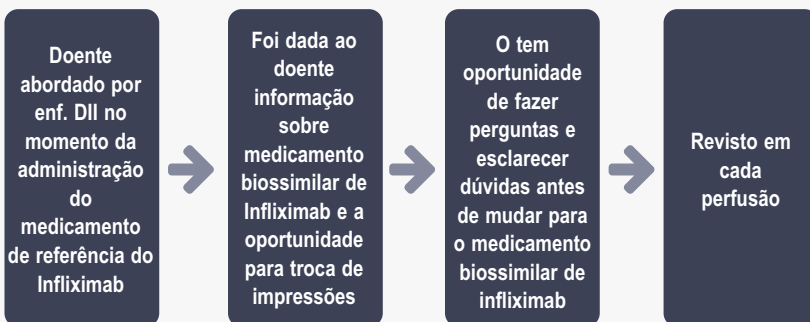 Doente
abordado por
enf. DII no
momento da
administração
do
medicamento
de referência do
Infliximab
Foi dada ao
doente
informação
sobre
medicamento
biossimilar de
Infliximab e a
oportunidade
para troca de
impressões
O tem
oportunidade
de fazer
perguntas e
esclarecer
dúvidas antes
de mudar para
o medicamento
biossimilar de
infliximab
Revisto em
cada
perfusão